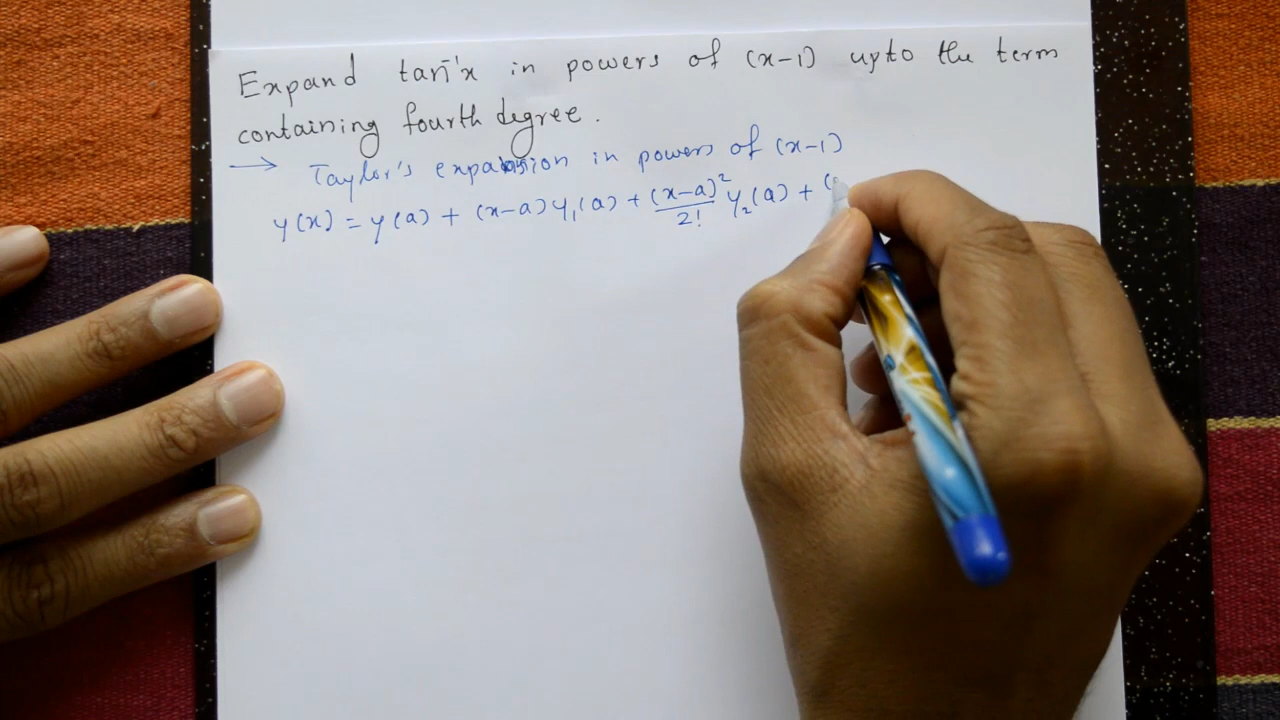 Expand tan⁻¹x in powers of (x-1) upto the term
containing fourth degree.
→ Taylor's expansion in powers of (x-1)
y(x) = y(a) + (x-a) y₁(a) + (x-a)²/2! y₂(a) + (